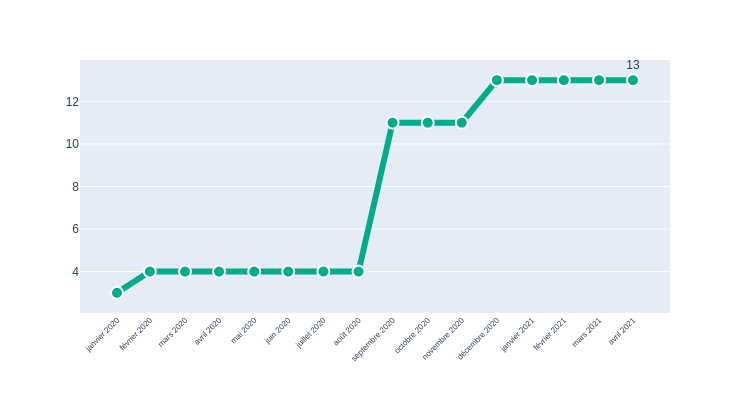 13
12
10
8
6
4
janvier 2020
février 2020
mars 2020
avril 2020
mai 2020
juin 2020
juillet 2020
août 2020
septembre 2020
octobre 2020
novembre 2020
décembre 2020
janvier 2021
février 2021
mars 2021
avril 2021